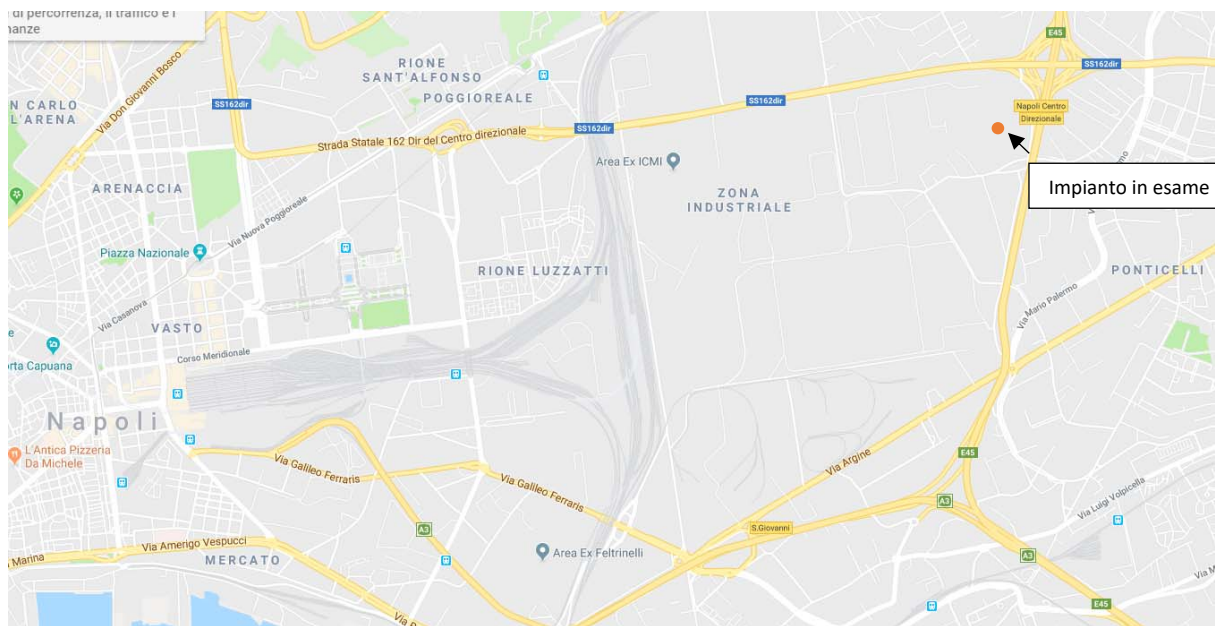 di percorrenza, il traffico e i
nanze
Via Don Giovanni Bosco
RIONE
SANT'ALFONSO
POGGIOREALE
E45
SS162dir
SS162dir
SS162dir
SS162dir
N CARLO
L'ARENA
Napoli Centro
Direzionale
Strada Statale 162 Dir del Centro direzionale
Area Ex ICMI
Impianto in esame
ARENACCIA
ZONA
INDUSTRIALE
Via Nuova Poggioreale
Piazza Nazionale
RIONE LUZZATTI
PONTICELLI
Via Mario Palermo
Via Casanova
VASTO
Corso Meridionale
e
orta Capuana
Napoli
L'Antica Pizzeria
Da Michele
Via Galileo Ferraris
Via Galileo Ferraris
Via Argine
E45
A3
Via Luigi Volpicella
A3
S.Giovanni
Via Amerigo Vespucci
Marina
MERCATO
Area Ex Feltrinelli
A3
Via M
E45